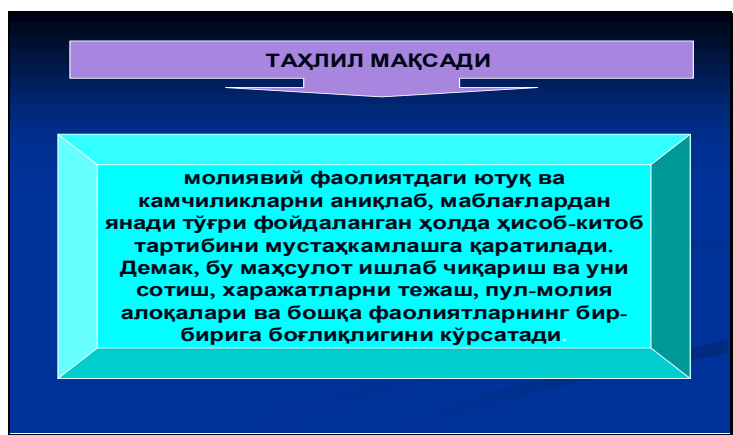 ТАҲЛИЛ МАҚСАДИ
молиявий фаолиятдаги ютуқ ва
камчиликларни аниқлаб, маблағлардан
янади тўғри фойдаланган ҳолда ҳисоб-китоб
тартибини мустаҳкамлашга қаратилади.
Демак, бу маҳсулот ишлаб чиқариш ва уни
сотиш, харажатларни тежаш, пул-молия
алоқалари ва бошқа фаолиятларнинг бир-
бирига боғлиқлигини кўрсатади.